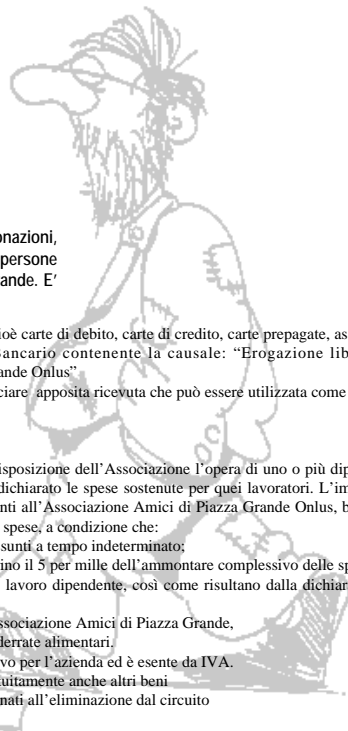 onazioni,
persone
ande. E'
ioè carte di debito, carte di credito, carte prepagate, as
Bancario contenente la causale: “Erogazione lib
ande Onlus”
ciare apposita ricevuta che può essere utilizzata come
isposizione dell’Associazione l’opera di uno o più dip
dichiarato le spese sostenute per quei lavoratori. L’im
nti all’Associazione Amici di Piazza Grande Onlus, b
spese, a condizione che:
sunti a tempo indeterminato;
ino il 5 per mille dell’ammontare complessivo delle sp
lavoro dipendente, così come risultano dalla dichiar
ssociazione Amici di Piazza Grande,
derrate alimentari.
vo per l’azienda ed è esente da IVA.
uitamente anche altri beni
nati all’eliminazione dal circuito